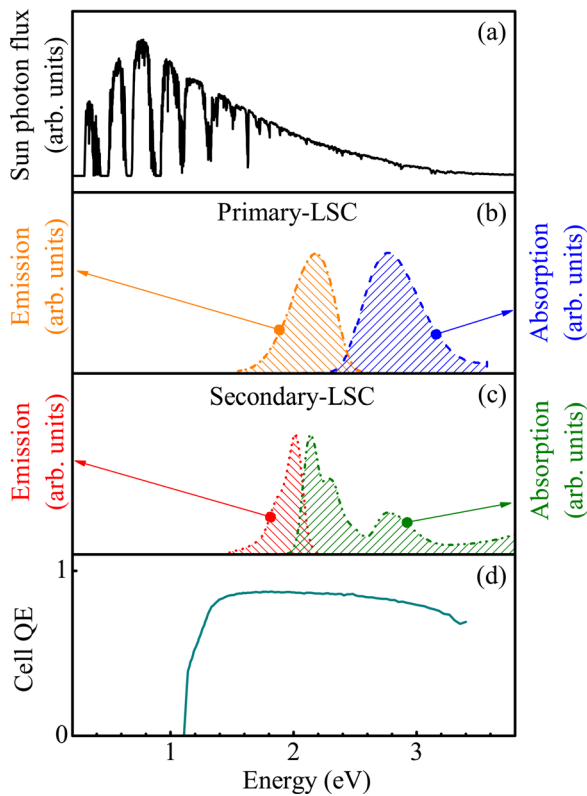 Sun photon flux
(arb. units)
(a)
Primary-LSC
(b)
Emission
(arb. units)
Absorption
(arb. units)
Secondary-LSC
(c)
Emission
(arb. units)
Absorption
(arb. units)
(d)
Cell QE
1
0
1 2 3
Energy (eV)